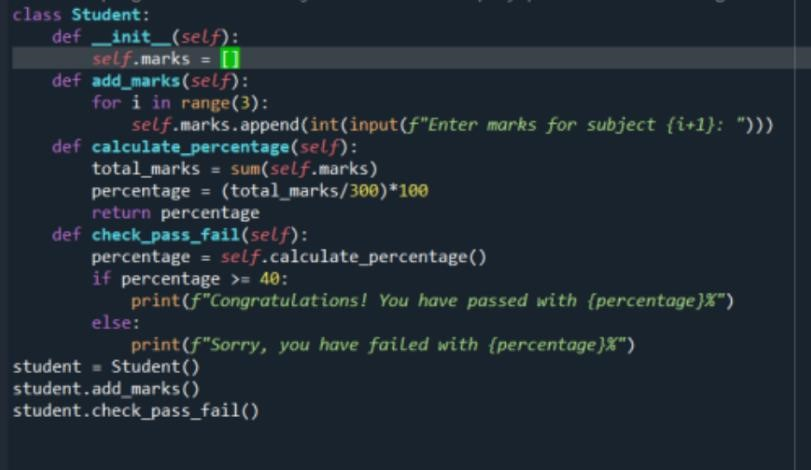 class Student:
    def __init__(self):
        self.marks = []
    def add_marks(self):
        for i in range(3):
            self.marks.append(int(input(f"Enter marks for subject {i+1}: ")))
    def calculate_percentage(self):
        total_marks = sum(self.marks)
        percentage = (total_marks/300)*100
        return percentage
    def check_pass_fail(self):
        percentage = self.calculate_percentage()
        if percentage >= 40:
            print(f"Congratulations! You have passed with {percentage}%")
        else:
            print(f"Sorry, you have failed with {percentage}%")
student = Student()
student.add_marks()
student.check_pass_fail()